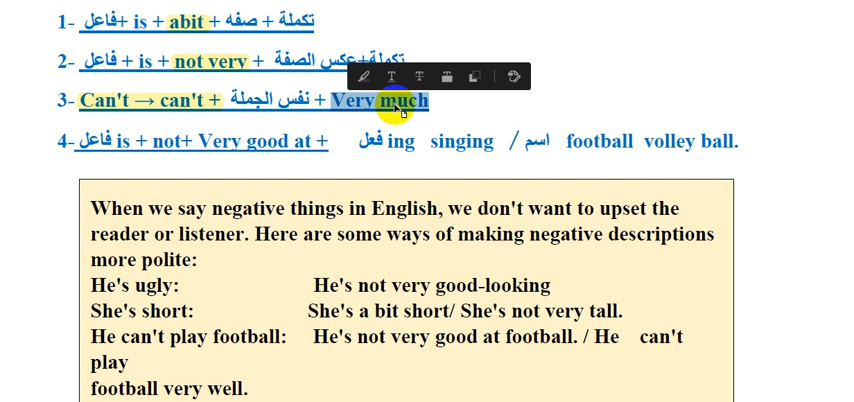 1- فاعل+ is + abit + صفه + تكملة
2- فاعل + is + not very + عكس الصفة+تكملة
3- Can't → can't + نفس الجملة + Very much
4- فاعل is + not+ Very good at + فعل ing singing / اسم football volley ball.
When we say negative things in English, we don't want to upset the
reader or listener. Here are some ways of making negative descriptions
more polite:
He's ugly: He's not very good-looking
She's short: She's a bit short/ She's not very tall.
He can't play football: He's not very good at football. / He can't
play
football very well.